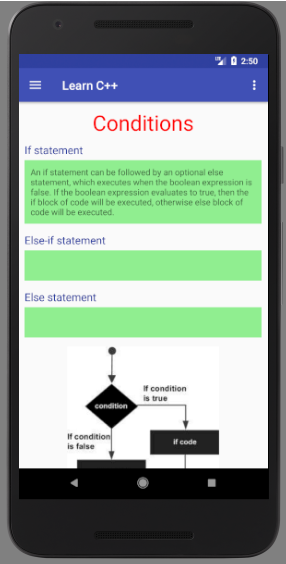 2:50
Learn C++
Conditions
If statement
An if statement can be followed by an optional else
statement, which executes when the boolean expression is
false. If the boolean expression evaluates to true, then the
if block of code will be executed, otherwise else block of
code will be executed.
Else-if statement
Else statement
If condition
is true
condition
If condition
is false
if code